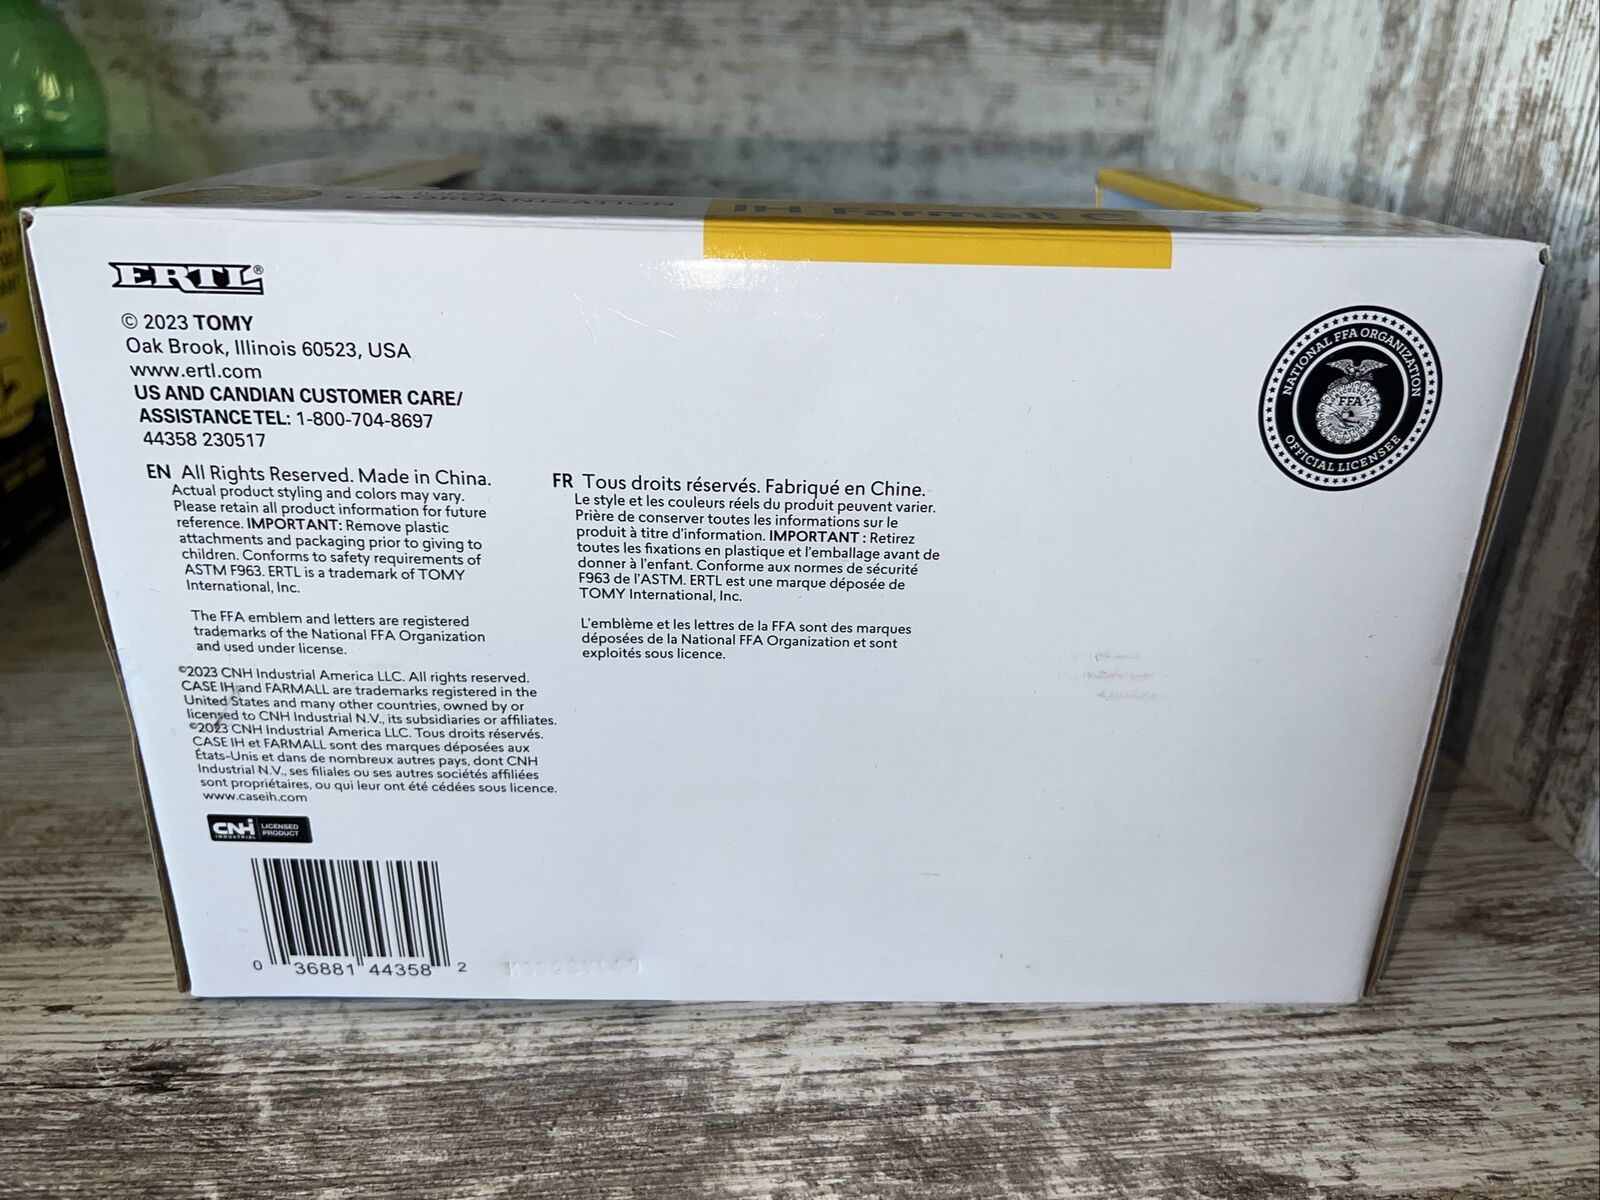 ORGANIZATION
IH Farmall C
ERTL®
© 2023 TOMY
Oak Brook, Illinois 60523, USA
www.ertl.com
US AND CANDIAN CUSTOMER CARE/
ASSISTANCE TEL: 1-800-704-8697
44358 230517
EN All Rights Reserved. Made in China.
Actual product styling and colors may vary.
Please retain all product information for future
reference. IMPORTANT: Remove plastic
attachments and packaging prior to giving to
children. Conforms to safety requirements of
ASTM F963. ERTL is a trademark of TOMY
International, Inc.
The FFA emblem and letters are registered
trademarks of the National FFA Organization
and used under license.
©2023 CNH Industrial America LLC. All rights reserved.
CASE IH and FARMALL are trademarks registered in the
United States and many other countries, owned by or
licensed to CNH Industrial N.V., its subsidiaries or affiliates.
©2023 CNH Industrial America LLC. Tous droits réservés.
CASE IH et FARMALL sont des marques déposées aux
États-Unis et dans de nombreux autres pays, dont CNH
Industrial N.V., ses filiales ou ses autres sociétés affiliées
sont propriétaires, ou qui leur ont été cédées sous licence.
www.caseih.com
CNH INDUSTRIAL
LICENSED
PRODUCT
0 36881 44358 2
FR Tous droits réservés. Fabriqué en Chine.
Le style et les couleurs réels du produit peuvent varier.
Prière de conserver toutes les informations sur le
produit à titre d'information. IMPORTANT : Retirez
toutes les fixations en plastique et l'emballage avant de
donner à l'enfant. Conforme aux normes de sécurité
F963 de l'ASTM. ERTL est une marque déposée de
TOMY International, Inc.
L'emblème et les lettres de la FFA sont des marques
déposées de la National FFA Organization et sont
exploités sous licence.
NATIONAL FFA ORGANIZATION
FFA
OFFICIAL LICENSEE